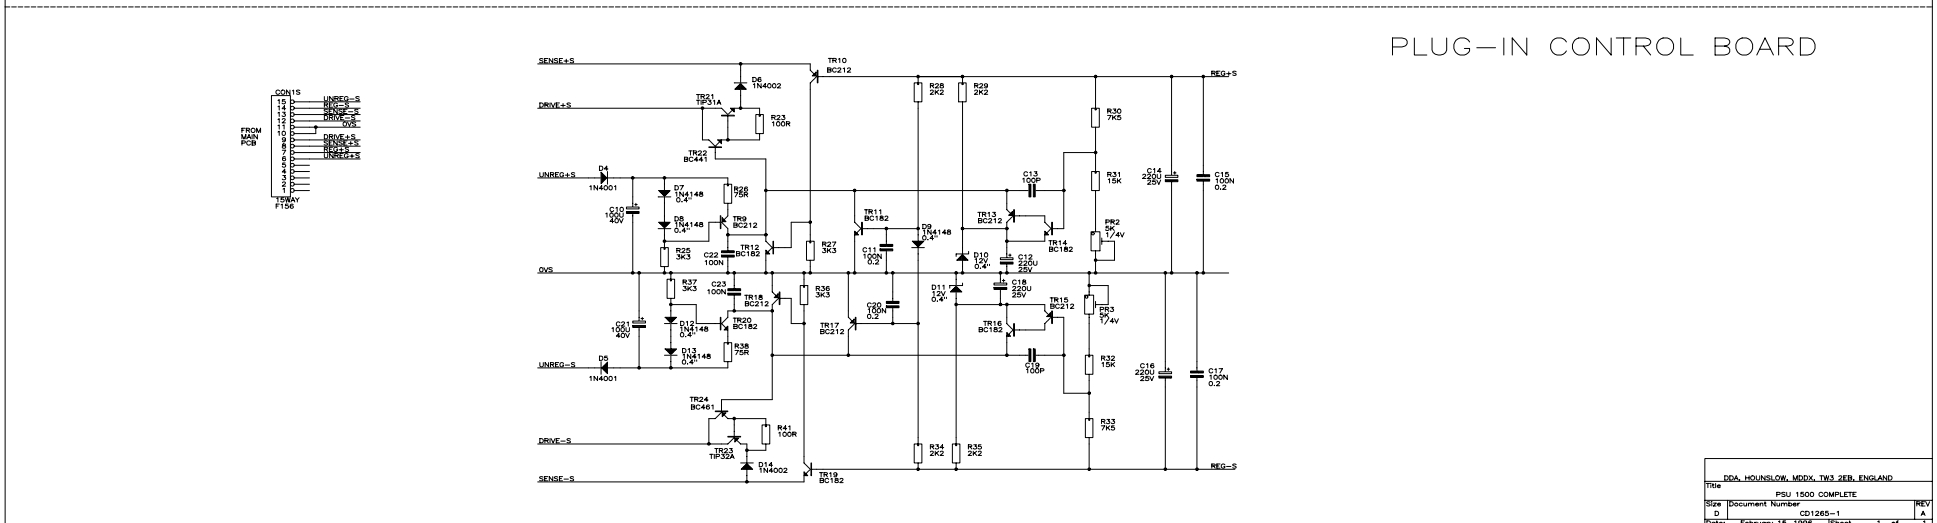 PLUG-IN CONTROL BOARD
CON1S
FROM
MAIN
PCB
15
14
13
12
11
10
9
8
7
6
5
4
3
2
1
UNREG-S
REG-S
SENSE-S
DRIVE-S
0VS
DRIVE+S
SENSE+S
REG+S
UNREG+S
15WAY
F156
SENSE+S
DRIVE+S
UNREG+S
0VS
UNREG-S
DRIVE-S
SENSE-S
TR10
BC212
D6
1N4002
TR21
TIP31A
R23
100R
TR22
BC441
D4
1N4001
D7
1N4148
0.4"
R26
75R
C10
100U
40V
D8
1N4148
0.4"
TR9
BC212
R25
3K3
C22
100N
TR12
BC182
R27
3K3
TR11
BC182
C11
100N
0.2
D9
1N4148
0.4"
R28
2K2
R29
2K2
D10
12V
0.4"
TR13
BC212
C13
100P
TR14
BC182
C12
220U
25V
R30
7K5
R31
15K
PR2
5K
1/4V
C14
220U
25V
C15
100N
0.2
REG+S
R37
3K3
C23
100N
TR18
BC212
R36
3K3
C21
100U
40V
D12
1N4148
0.4"
TR20
BC182
TR17
BC212
C20
100N
0.2
D11
12V
0.4"
C18
220U
25V
TR15
BC212
TR16
BC182
PR3
5K
1/4V
D13
1N4148
0.4"
R38
75R
D5
1N4001
C19
100P
R32
15K
C16
220U
25V
C17
100N
0.2
TR24
BC461
R41
100R
TR23
TIP32A
D14
1N4002
TR19
BC182
R34
2K2
R35
2K2
R33
7K5
REG-S
DDA, HOUNSLOW, MDDX, TW3 2EB, ENGLAND
Title
PSU 1500 COMPLETE
Size
Document Number
REV
D
CD1265-1
A
Date: February 15, 1996 Sheet 1 of 1